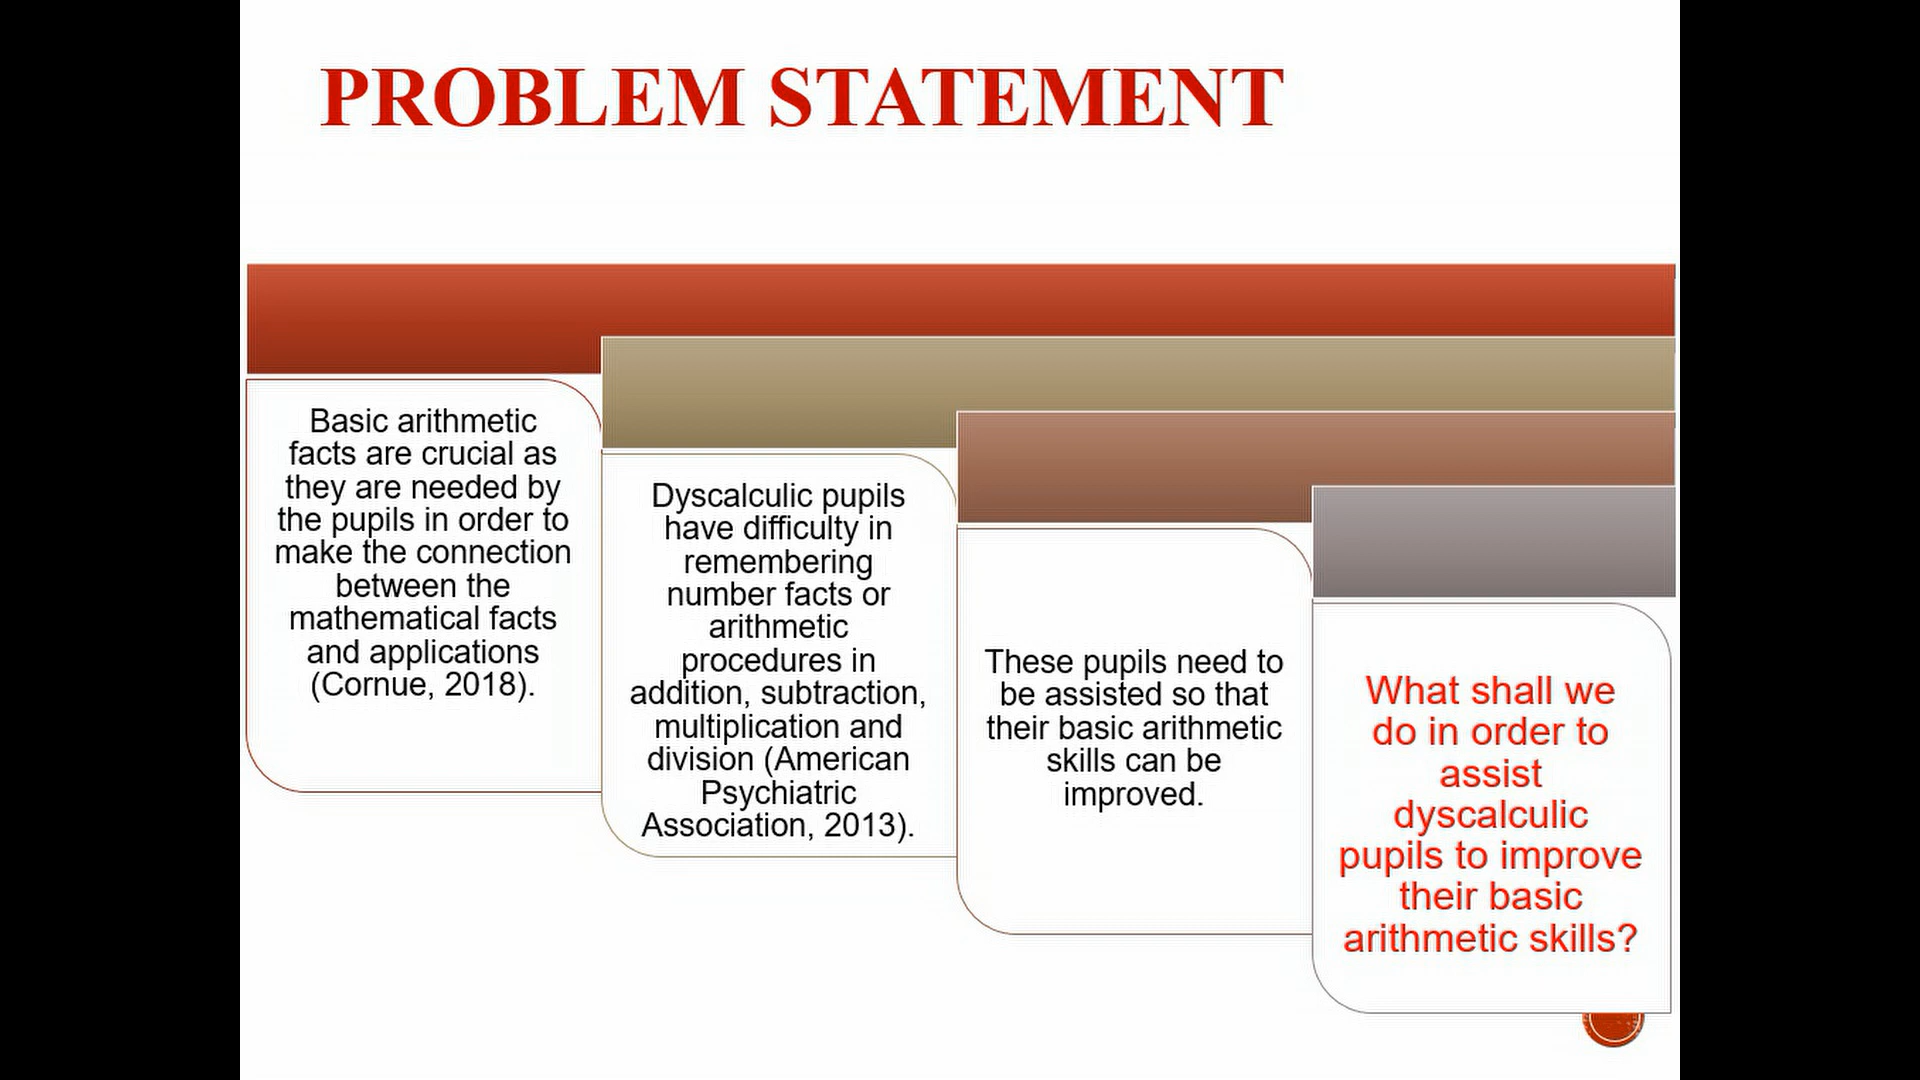 PROBLEM STATEMENT
Basic arithmetic
facts are crucial as
they are needed by
the pupils in order to
make the connection
between the
mathematical facts
and applications
(Cornue, 2018).
Dyscalculic pupils
have difficulty in
remembering
number facts or
arithmetic
procedures in
addition, subtraction,
multiplication and
division (American
Psychiatric
Association, 2013).
These pupils need to
be assisted so that
their basic arithmetic
skills can be
improved.
What shall we
do in order to
assist
dyscalculic
pupils to improve
their basic
arithmetic skills?